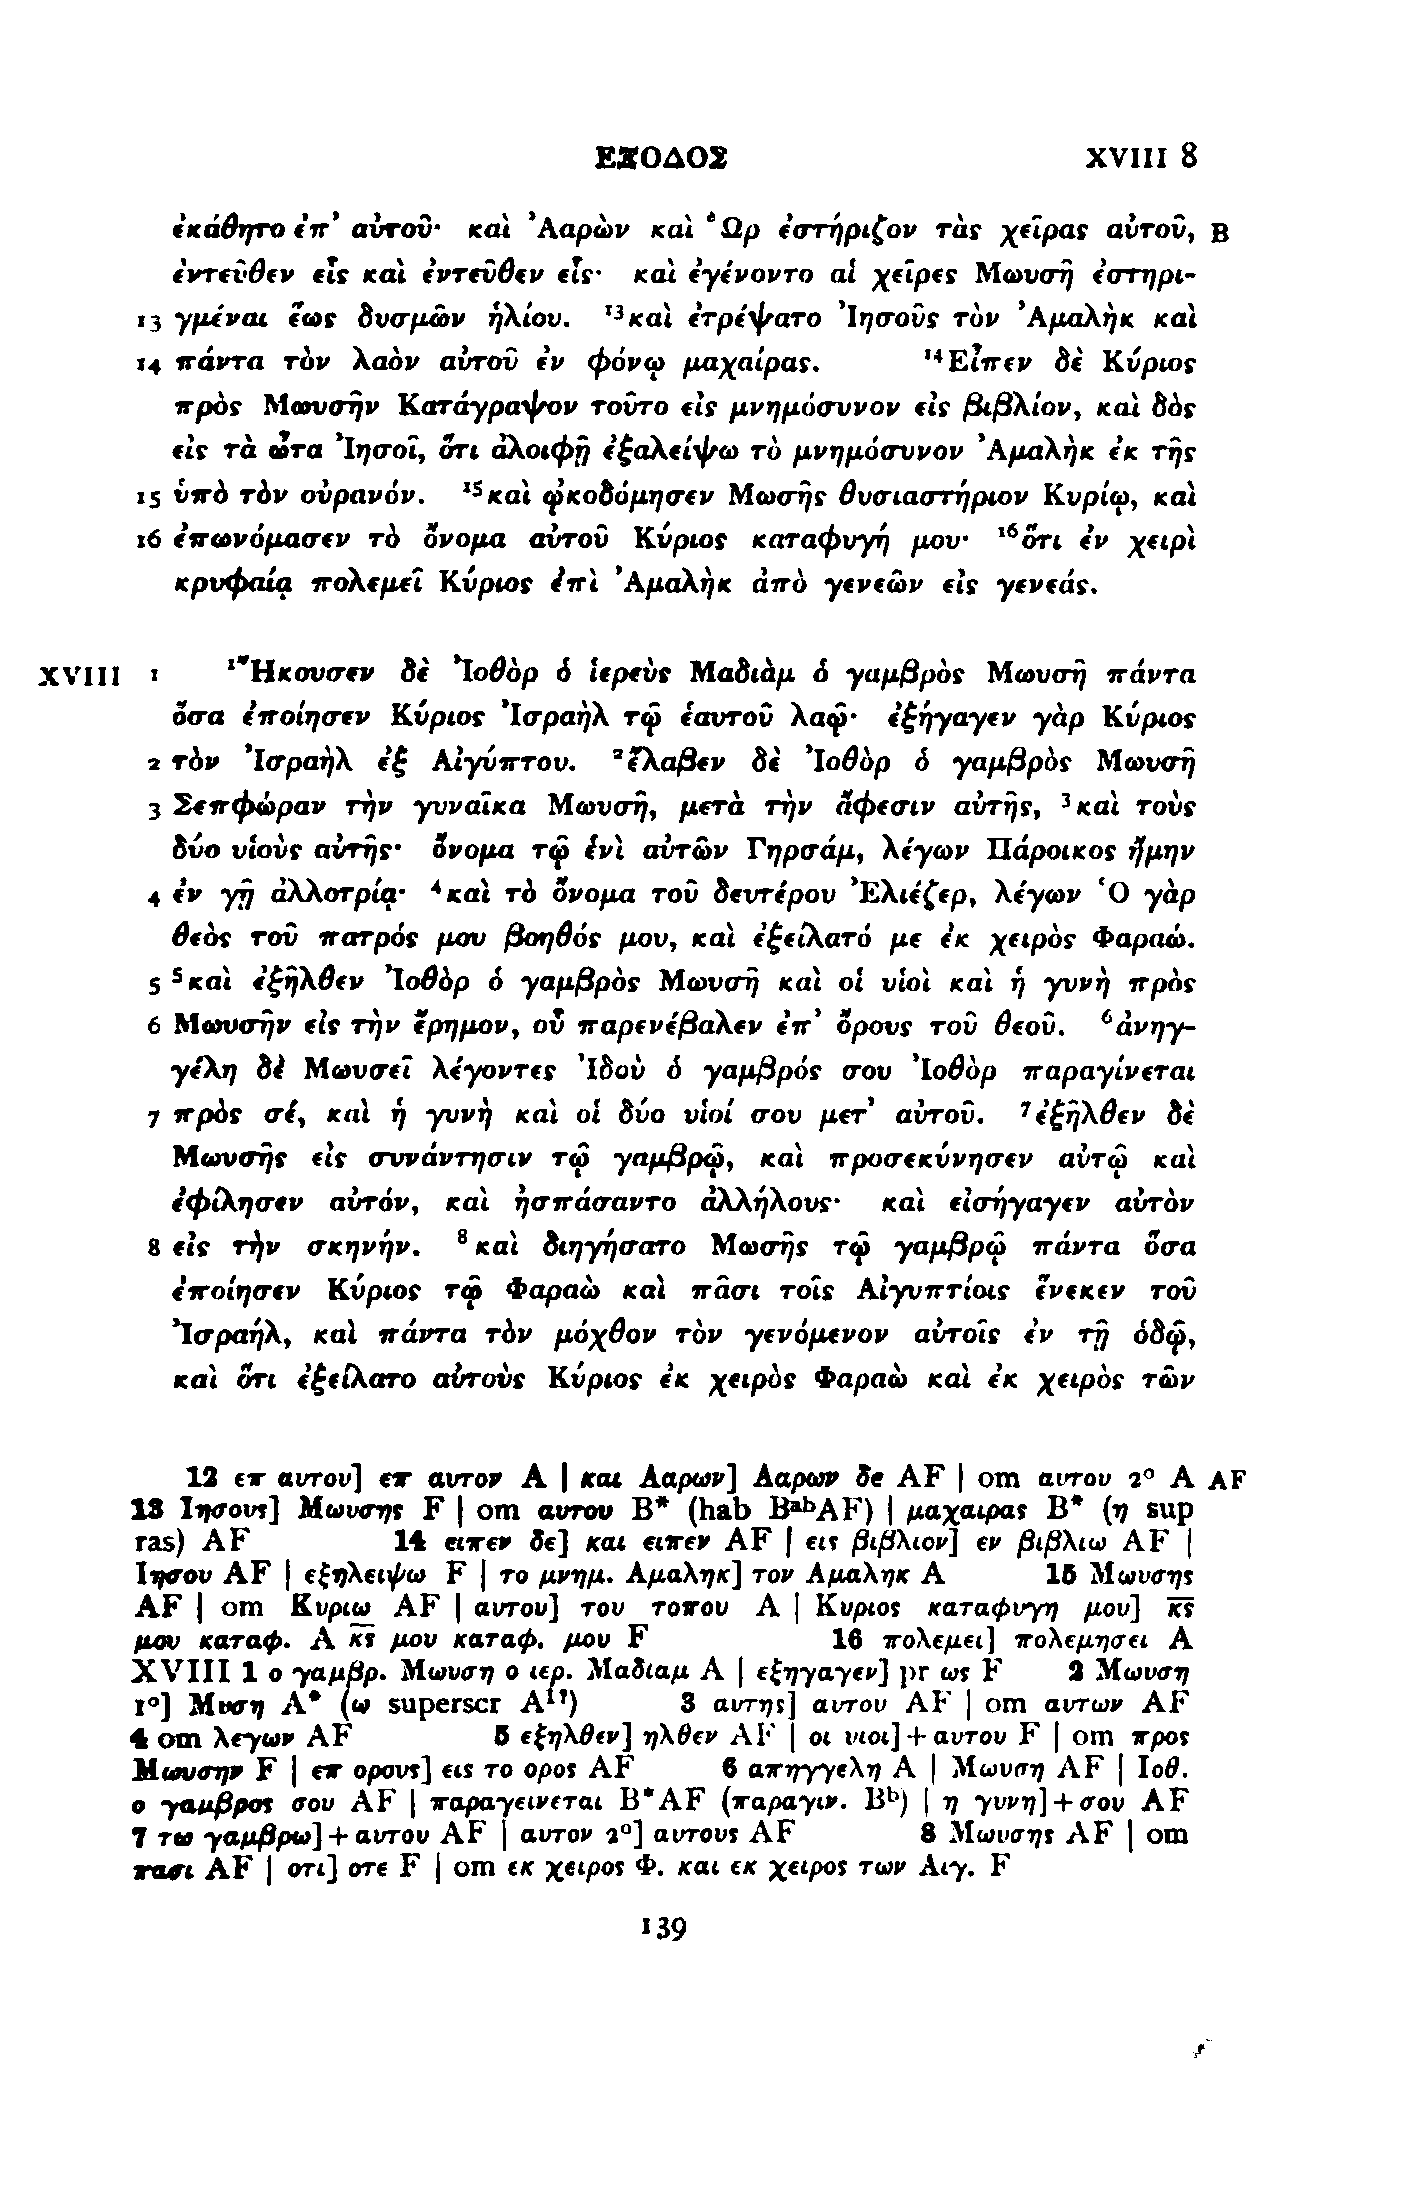 ΕΞΟΔΟΣ XVIII 8
ἐκάθητο ἐπ᾽ αὐτοῦ· καὶ Ἀαρὼν καὶ Ὢρ ἐστήριζον τὰς χεῖρας αὐτοῦ, B
ἐντεῦθεν εἷς καὶ ἐντεῦθεν εἷς· καὶ ἐγένοντο αἱ χεῖρες Μωυσῆ ἐστηρι-
13 γμέναι ἕως δυσμῶν ἡλίου. ¹³καὶ ἐτρέψατο Ἰησοῦς τὸν Ἀμαλὴκ καὶ
14 πάντα τὸν λαὸν αὐτοῦ ἐν φόνῳ μαχαίρας. ¹⁴Εἶπεν δὲ Κύριος
πρὸς Μωυσῆν Κατάγραψον τοῦτο εἰς μνημόσυνον εἰς βιβλίον, καὶ δὸς
εἰς τὰ ὦτα Ἰησοῖ, ὅτι ἀλοιφῇ ἐξαλείψω τὸ μνημόσυνον Ἀμαλὴκ ἐκ τῆς
15 ὑπὸ τὸν οὐρανόν. ¹⁵καὶ ᾠκοδόμησεν Μωσῆς θυσιαστήριον Κυρίῳ, καὶ
16 ἐπωνόμασεν τὸ ὄνομα αὐτοῦ Κύριος καταφυγή μου· ¹⁶ὅτι ἐν χειρὶ
κρυφαίᾳ πολεμεῖ Κύριος ἐπὶ Ἀμαλὴκ ἀπὸ γενεῶν εἰς γενεάς.
XVIII 1 ¹Ἤκουσεν δὲ Ἰοθὸρ ὁ ἱερεὺς Μαδιὰμ ὁ γαμβρὸς Μωυσῆ πάντα
ὅσα ἐποίησεν Κύριος Ἰσραὴλ τῷ ἑαυτοῦ λαῷ· ἐξήγαγεν γὰρ Κύριος
2 τὸν Ἰσραὴλ ἐξ Αἰγύπτου. ²ἔλαβεν δὲ Ἰοθὸρ ὁ γαμβρὸς Μωυσῆ
3 Σεπφώραν τὴν γυναῖκα Μωυσῆ, μετὰ τὴν ἄφεσιν αὐτῆς, ³καὶ τοὺς
δύο υἱοὺς αὐτῆς· ὄνομα τῷ ἑνὶ αὐτῶν Γηρσάμ, λέγων Πάροικος ἤμην
4 ἐν γῇ ἀλλοτρίᾳ· ⁴καὶ τὸ ὄνομα τοῦ δευτέρου Ἐλιέζερ, λέγων Ὁ γὰρ
θεὸς τοῦ πατρός μου βοηθός μου, καὶ ἐξείλατό με ἐκ χειρὸς Φαραώ.
5 ⁵καὶ ἐξῆλθεν Ἰοθὸρ ὁ γαμβρὸς Μωυσῆ καὶ οἱ υἱοὶ καὶ ἡ γυνὴ πρὸς
6 Μωυσῆν εἰς τὴν ἔρημον, οὗ παρενέβαλεν ἐπ᾽ ὄρους τοῦ θεοῦ. ⁶ἀνηγ-
γέλη δὲ Μωυσεῖ λέγοντες Ἰδοὺ ὁ γαμβρός σου Ἰοθὸρ παραγίνεται
7 πρὸς σέ, καὶ ἡ γυνὴ καὶ οἱ δύο υἱοί σου μετ᾽ αὐτοῦ. ⁷ἐξῆλθεν δὲ
Μωυσῆς εἰς συνάντησιν τῷ γαμβρῷ, καὶ προσεκύνησεν αὐτῷ καὶ
ἐφίλησεν αὐτόν, καὶ ἠσπάσαντο ἀλλήλους· καὶ εἰσήγαγεν αὐτὸν
8 εἰς τὴν σκηνήν. ⁸καὶ διηγήσατο Μωσῆς τῷ γαμβρῷ πάντα ὅσα
ἐποίησεν Κύριος τῷ Φαραὼ καὶ πᾶσι τοῖς Αἰγυπτίοις ἕνεκεν τοῦ
Ἰσραήλ, καὶ πάντα τὸν μόχθον τὸν γενόμενον αὐτοῖς ἐν τῇ ὁδῷ,
καὶ ὅτι ἐξείλατο αὐτοὺς Κύριος ἐκ χειρὸς Φαραὼ καὶ ἐκ χειρὸς τῶν
12 επ αυτου] επ αυτον A | και Ααρων] Ααρων δε AF | om αυτου 2° A AF
13 Ιησους] Μωυσης F | om αυτου B* (hab BᵃᵇAF) | μαχαιρας B* (η sup
ras) AF 14 ειπεν δε] και ειπεν AF | εις βιβλιον] εν βιβλιω AF |
Ιησου AF | εξηλειψω F | το μνημ. Αμαληκ] τον Αμαληκ A 15 Μωυσης
AF | om Κυριω AF | αυτου] του τοπου A | Κυριος καταφυγη μου] κ̅ς̅
μου καταφ. A κ̅ς̅ μου καταφ. μου F 16 πολεμει] πολεμησει A
XVIII 1 ο γαμβρ. Μωυση ο ιερ. Μαδιαμ A | εξηγαγεν] pr ως F 2 Μωυση
1°] Μυση A* (ω superscr A¹ˀ) 3 αυτης] αυτου AF | om αυτων AF
4 om λεγων AF 5 εξηλθεν] ηλθεν AF | οι υιοι]+αυτου F | om προς
Μωυσην F | επ ορους] εις το ορος AF 6 απηγγελη A | Μωυση AF | Ιοθ.
ο γαμβρος σου AF | παραγεινεται B*AF (παραγιν. Bᵇ) | η γυνη]+σου AF
7 τω γαμβρω]+αυτου AF | αυτον 2°] αυτους AF 8 Μωυσης AF | om
πασι AF | οτι] οτε F | om εκ χειρος Φ. και εκ χειρος των Αιγ. F
139